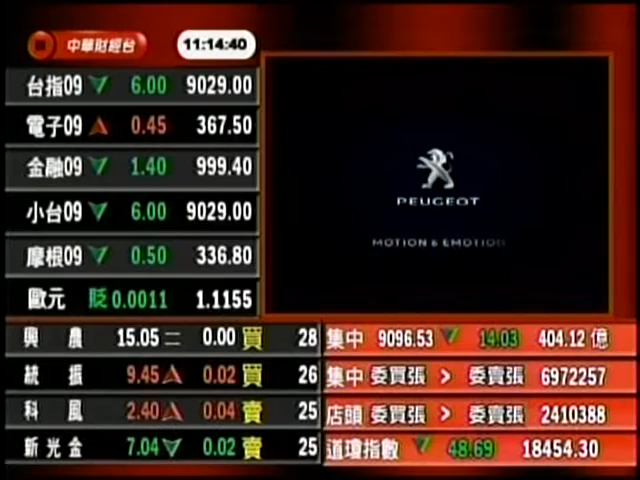 中華財經台 11:14:40
台指09 6.00 9029.00
電子09 0.45 367.50
金融09 1.40 999.40
小台09 6.00 9029.00
摩根09 0.50 336.80
歐元 貶0.0011 1.1155
PEUGEOT
MOTION & EMOTION
興農 15.05 二 0.00 買 28
統振 9.45 0.02 買 26
科風 2.40 0.04 賣 25
新光金 7.04 0.02 賣 25
集中 9096.53 14.03 404.12 億
集中 委買張 > 委賣張 6972257
店頭 委買張 > 委賣張 2410388
道瓊指數 48.69 18454.30